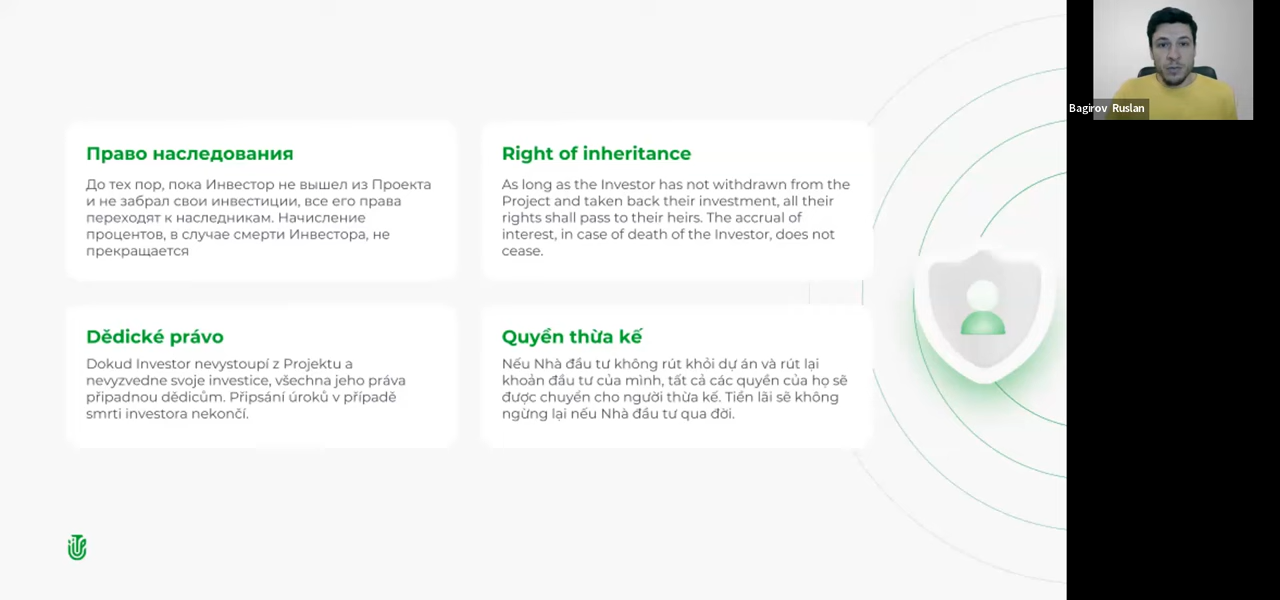 Право наследования
До тех пор, пока Инвестор не вышел из Проекта
и не забрал свои инвестиции, все его права
переходят к наследникам. Начисление
процентов, в случае смерти Инвестора, не
прекращается
Right of inheritance
As long as the Investor has not withdrawn from the
Project and taken back their investment, all their
rights shall pass to their heirs. The accrual of
interest, in case of death of the Investor, does not
cease.
Dědické právo
Dokud Investor nevystoupí z Projektu a
nevyzvedne svoje investice, všechna jeho práva
připadnou dědicům. Připsání úroků v případě
smrti investora nekončí.
Quyền thừa kế
Nếu Nhà đầu tư không rút khỏi dự án và rút lại
khoản đầu tư của mình, tất cả các quyền của họ sẽ
được chuyển cho người thừa kế. Tiền lãi sẽ không
ngừng lại nếu Nhà đầu tư qua đời.
Bagirov Ruslan